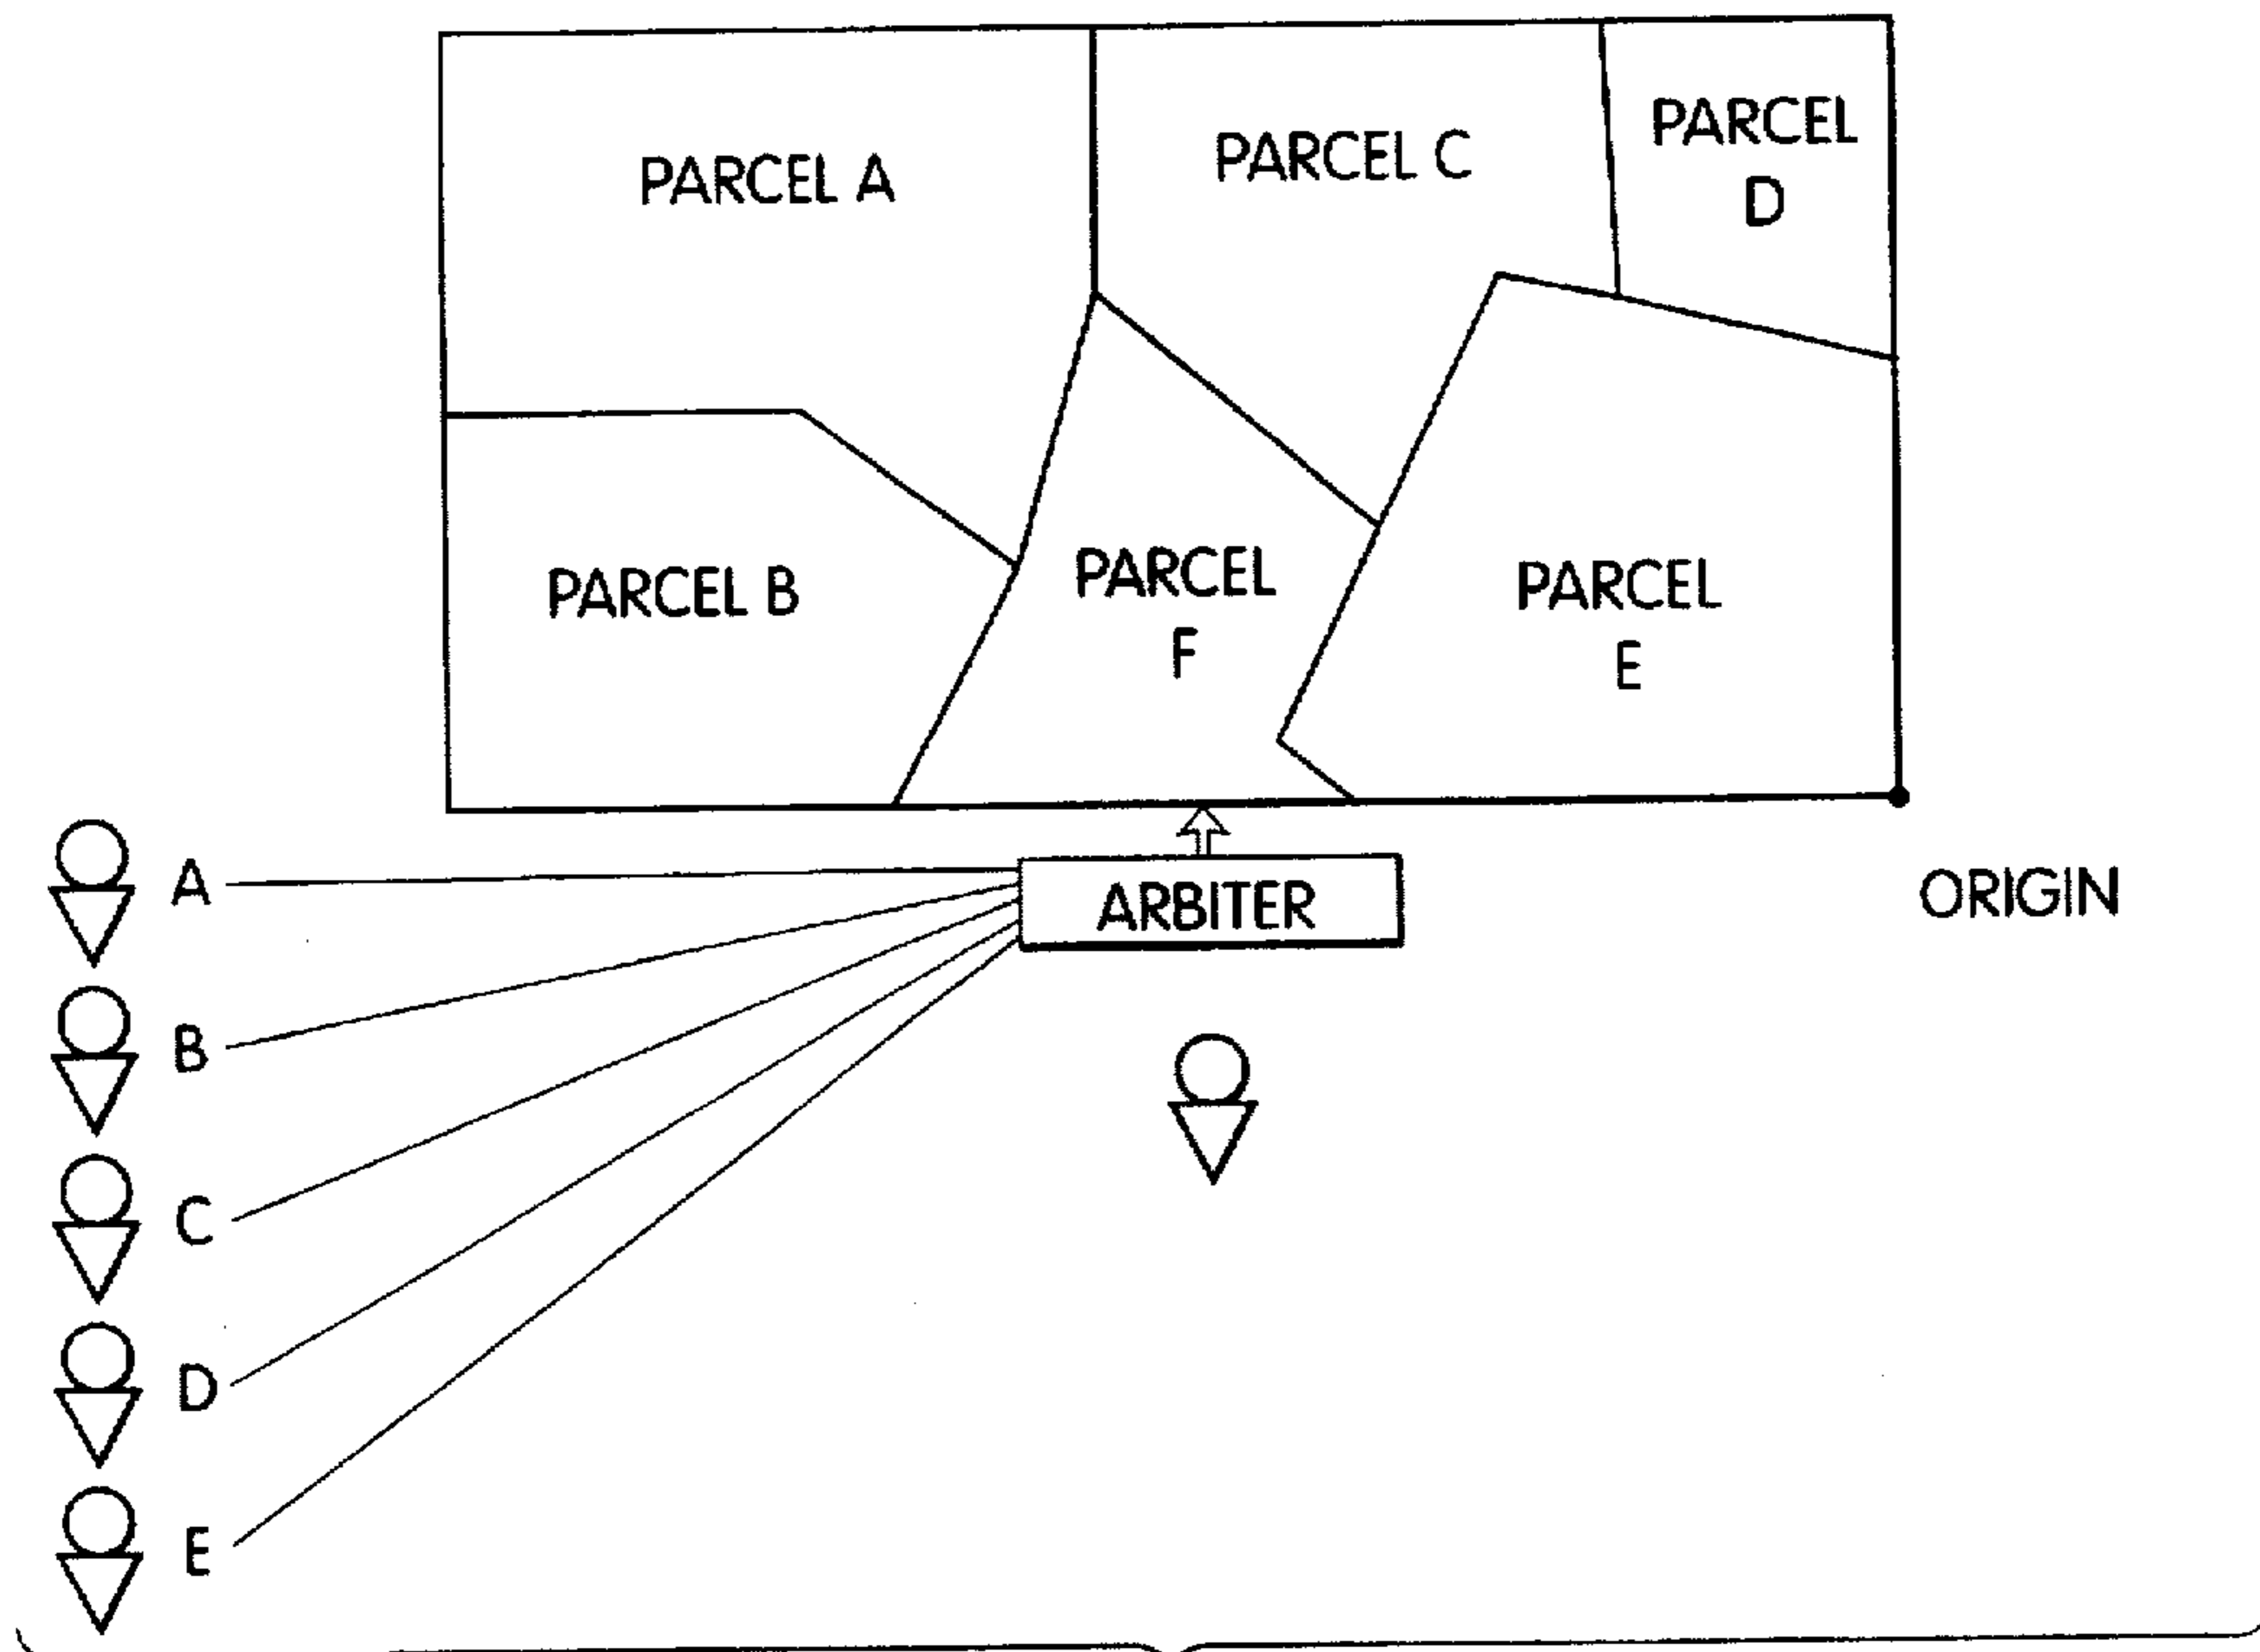 PARCEL A
PARCEL C
PARCEL
D
PARCEL B
PARCEL
F
PARCEL
E
A
ARBITER
ORIGIN
B
C
D
E